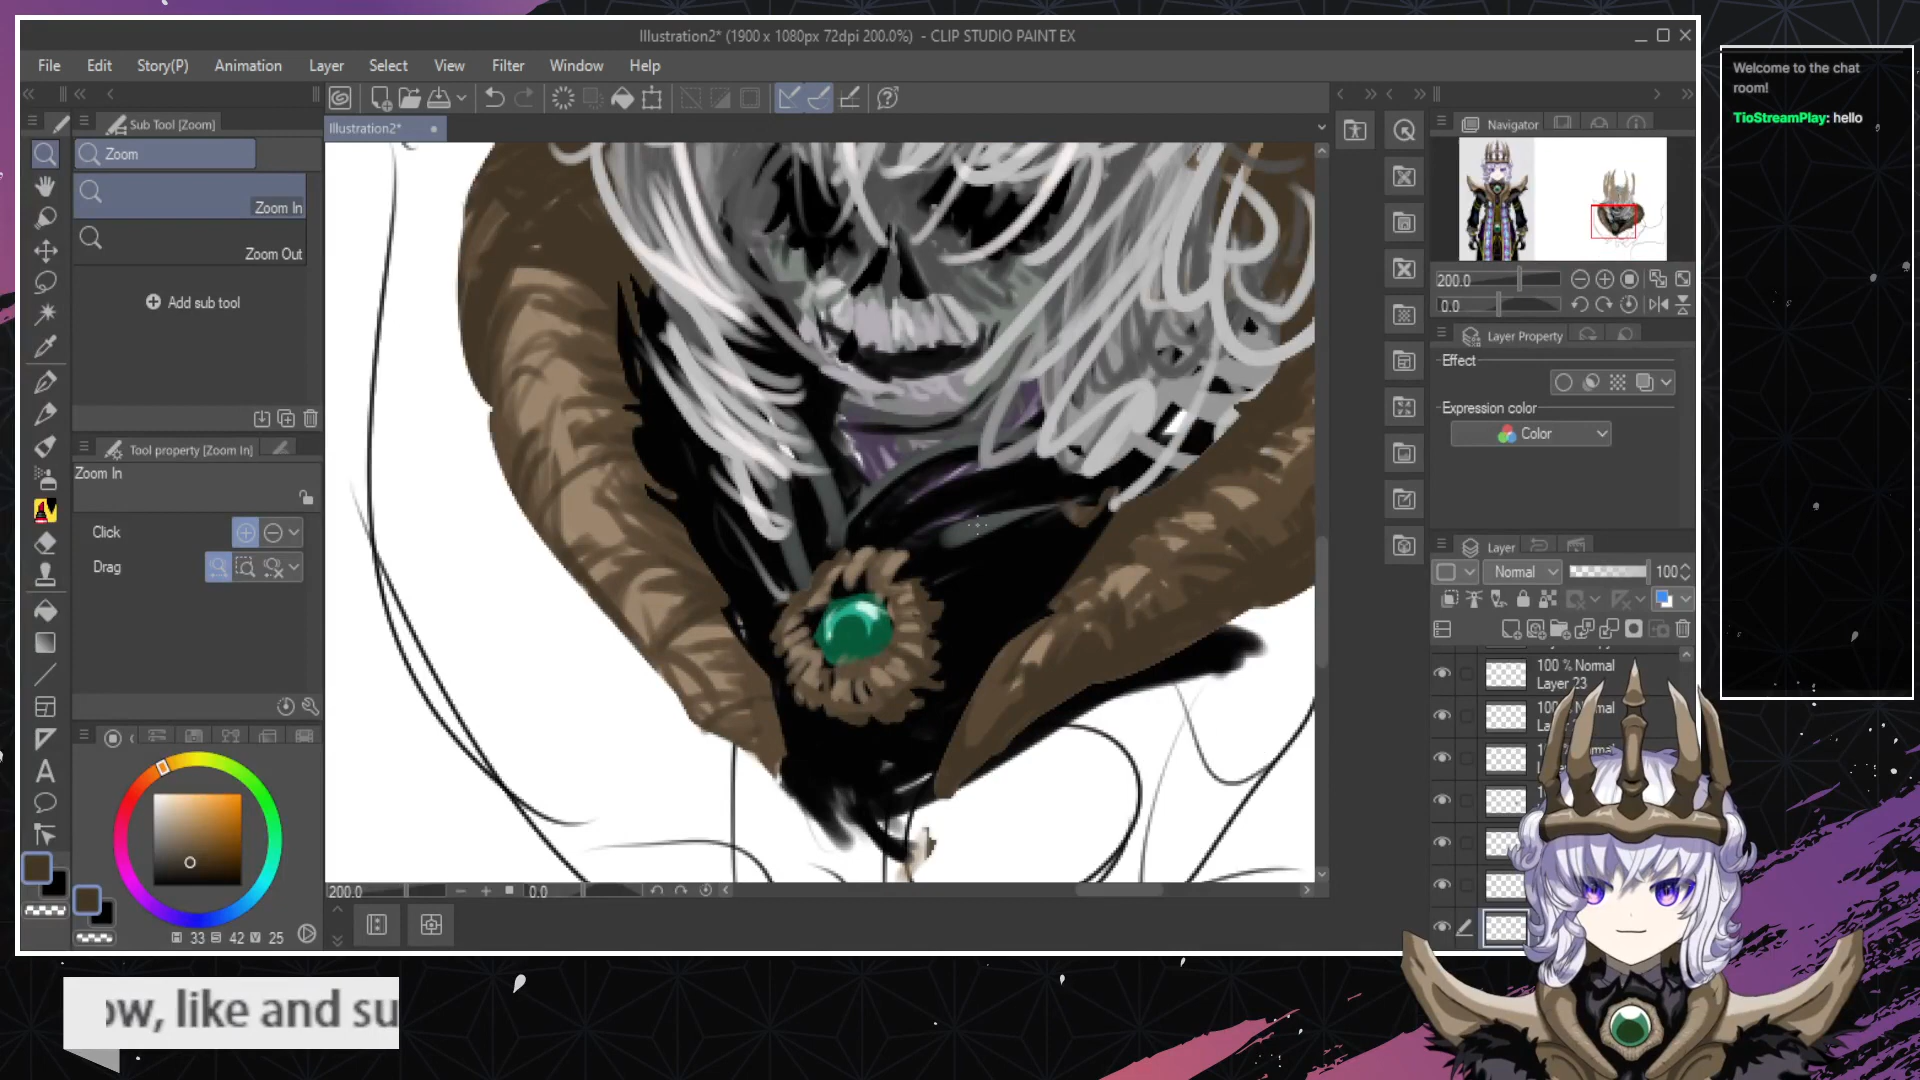 Illustration2* (1900 x 1080px 72dpi 200.0%) - CLIP STUDIO PAINT EX
File Edit Story(P) Animation Layer Select View Filter Window Help
Sub Tool [Zoom]
Zoom
Zoom In
Zoom Out
Add sub tool
Tool property [Zoom In]
Zoom In
Click
Drag
33 42 25
Illustration2*
200.0
0.0
Navigator
200.0
0.0
Layer Property
Effect
Expression color
Color
Layer
Normal
100
100 % Normal
Layer 23
Welcome to the chat
room!
TioStreamPlay: hello
ow, like and su